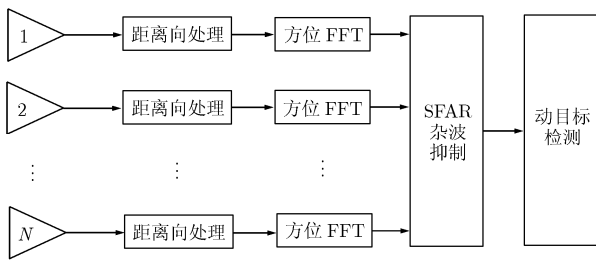 1
距离向处理
方位 FFT
2
距离向处理
方位 FFT
SFAR
杂波
抑制
动目标
检测
⋮ ⋮ ⋮
N
距离向处理
方位 FFT